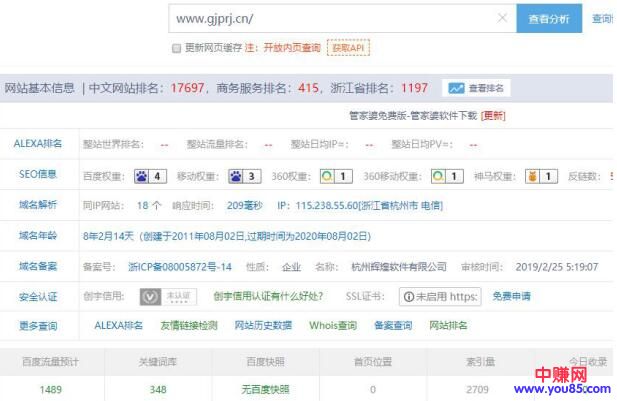 www.gjprj.cn/ 查看分析
更新网页缓存 注：开放内页查询 获取API
网站基本信息 | 中文网站排名：17697，商务服务排名：415，浙江省排名：1197 查看排名
管家婆免费版-管家婆软件下载 [更新]
ALEXA排名 整站世界排名： -- 整站流量排名： -- 整站日均IP≈： -- 整站日均PV≈： --
SEO信息 百度权重： 4 移动权重： 3 360权重： 1 360移动权重： 1 神马权重： 1 反链数：
域名解析 同IP网站： 18 个 响应时间： 209毫秒 IP：115.238.55.60[浙江省杭州市 电信]
域名年龄 8年2月14天（创建于2011年08月02日,过期时间为2020年08月02日）
域名备案 备案号： 浙ICP备08005872号-14 性质： 企业 名称： 杭州辉煌软件有限公司 审核时间： 2019/2/25 5:19:07
安全认证 创宇信用： 未认证 创宇信用认证有什么好处？ SSL证书： 未启用 https: 免费申请
更多查询 ALEXA排名 友情链接检测 网站历史数据 Whois查询 备案查询 网站排名
百度流量预计 关键词库 百度快照 首页位置 索引量 今日收录
1489 348 无百度快照 0 2709
中赚网
www.you85.com